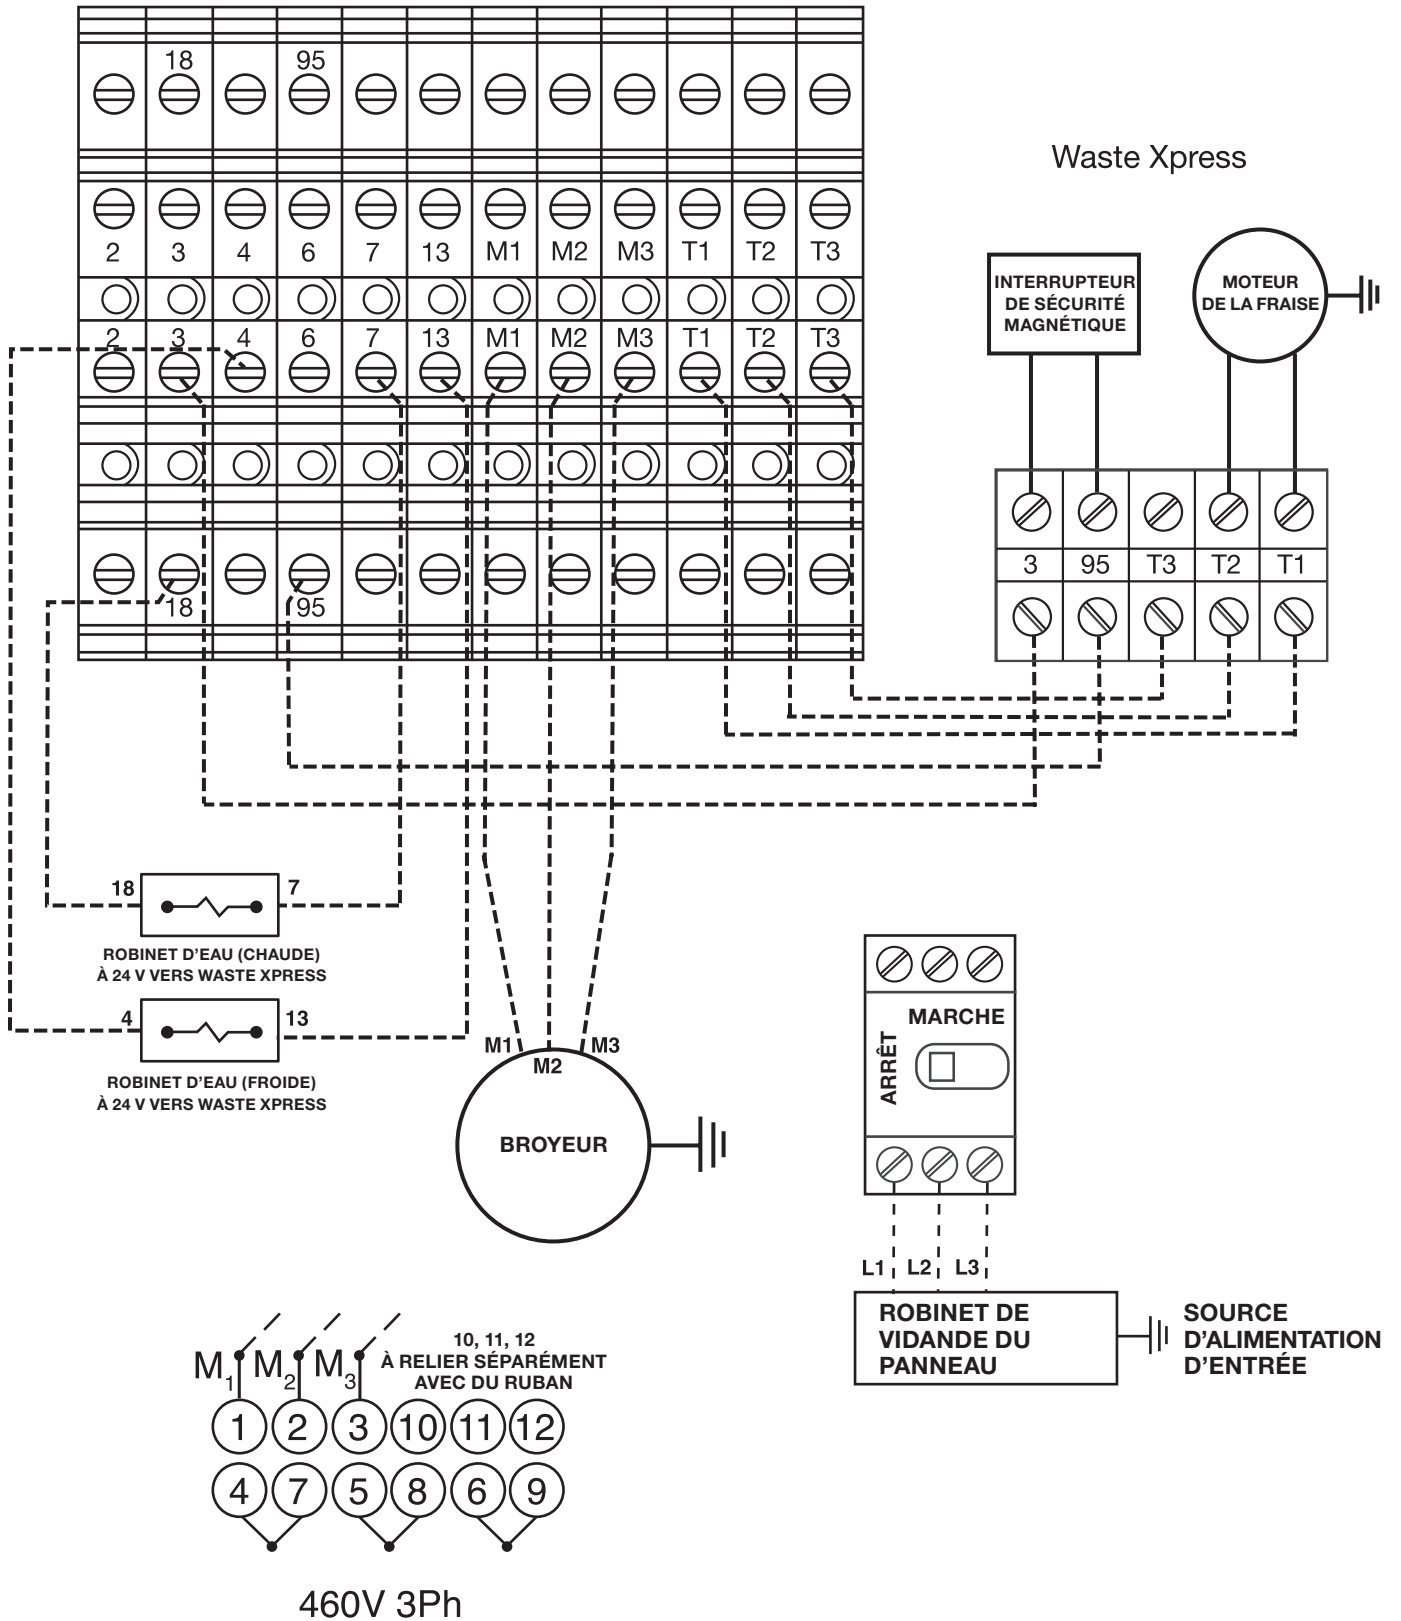 18 95
2 3 4 6 7 13 M1 M2 M3 T1 T2 T3
2 3 4 6 7 13 M1 M2 M3 T1 T2 T3
18 95
Waste Xpress
INTERRUPTEUR
DE SÉCURITÉ
MAGNÉTIQUE
MOTEUR
DE LA FRAISE
3 95 T3 T2 T1
18 7
ROBINET D'EAU (CHAUDE)
À 24 V VERS WASTE XPRESS
4 13
ROBINET D'EAU (FROIDE)
À 24 V VERS WASTE XPRESS
M1 M2 M3
BROYEUR
MARCHE
ARRÊT
L1 L2 L3
ROBINET DE
VIDANDE DU
PANNEAU
SOURCE
D'ALIMENTATION
D'ENTRÉE
M1 M2 M3
10, 11, 12
À RELIER SÉPARÉMENT
AVEC DU RUBAN
1 2 3 10 11 12
4 7 5 8 6 9
460V 3Ph